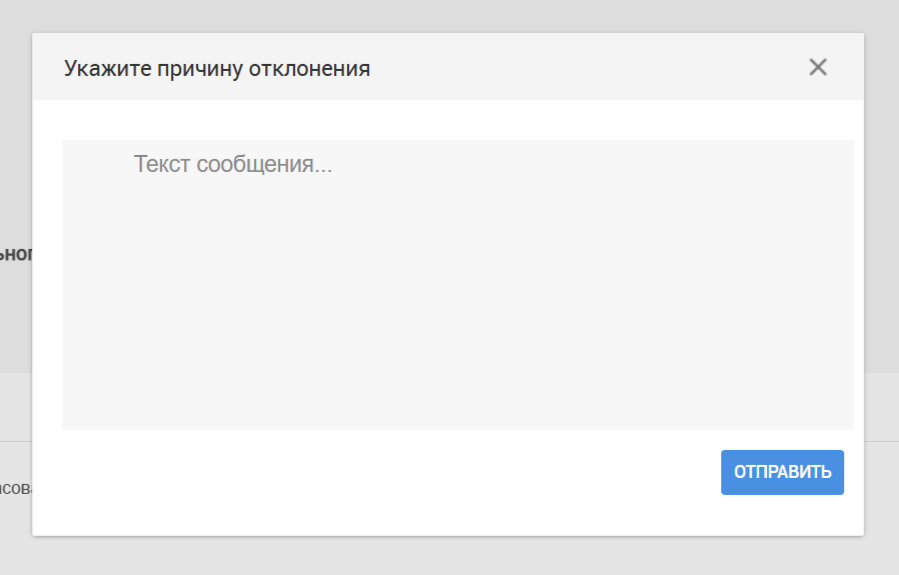 Укажите причину отклонения
Текст сообщения...
ОТПРАВИТЬ